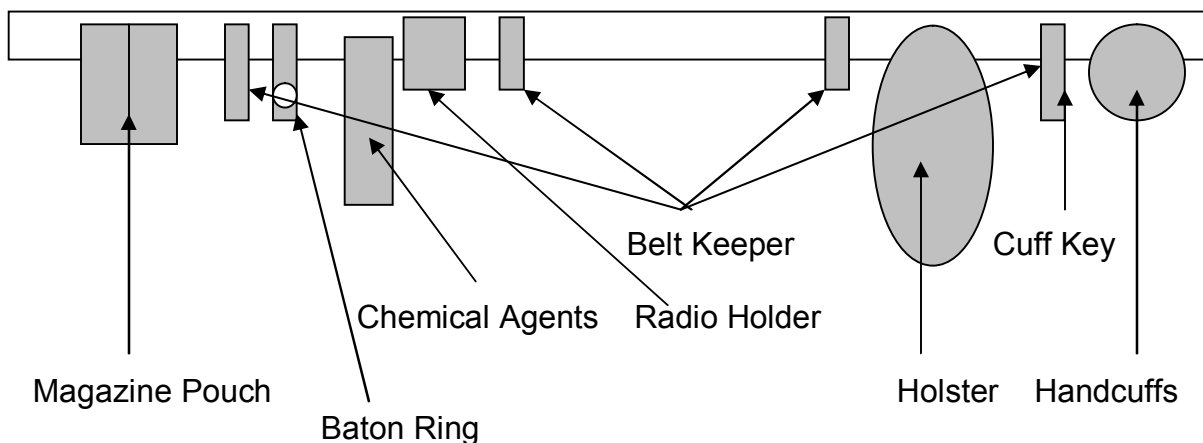 Belt Keeper
Cuff Key
Chemical Agents
Radio Holder
Magazine Pouch
Holster
Handcuffs
Baton Ring